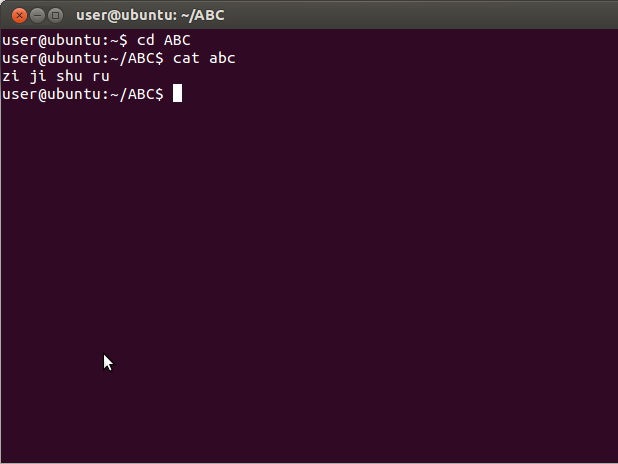 user@ubuntu: ~/ABC
user@ubuntu:~$ cd ABC
user@ubuntu:~/ABC$ cat abc
zi ji shu ru
user@ubuntu:~/ABC$